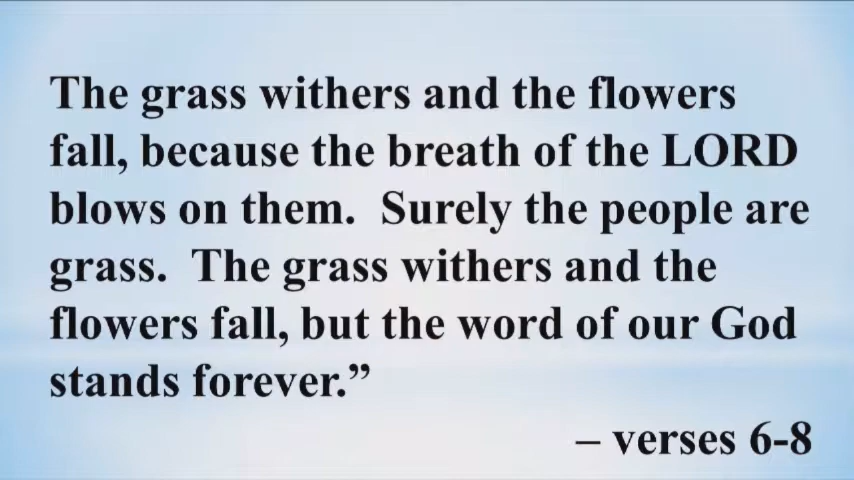 The grass withers and the flowers
fall, because the breath of the LORD
blows on them.  Surely the people are
grass.  The grass withers and the
flowers fall, but the word of our God
stands forever.”
– verses 6-8